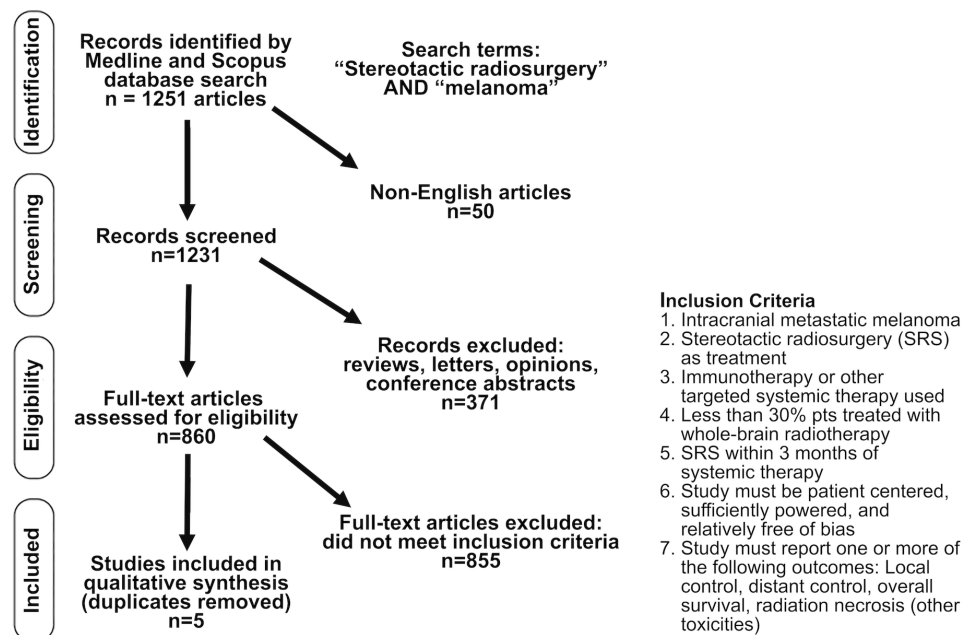 Identification
Records identified by
Medline and Scopus
database search
n = 1251 articles
Search terms:
“Stereotactic radiosurgery”
AND “melanoma”
Non-English articles
n=50
Screening
Records screened
n=1231
Records excluded:
reviews, letters, opinions,
conference abstracts
n=371
Eligibility
Full-text articles
assessed for eligibility
n=860
Full-text articles excluded:
did not meet inclusion criteria
n=855
Included
Studies included in
qualitative synthesis
(duplicates removed)
n=5
Inclusion Criteria
1. Intracranial metastatic melanoma
2. Stereotactic radiosurgery (SRS)
as treatment
3. Immunotherapy or other
targeted systemic therapy used
4. Less than 30% pts treated with
whole-brain radiotherapy
5. SRS within 3 months of
systemic therapy
6. Study must be patient centered,
sufficiently powered, and
relatively free of bias
7. Study must report one or more of
the following outcomes: Local
control, distant control, overall
survival, radiation necrosis (other
toxicities)